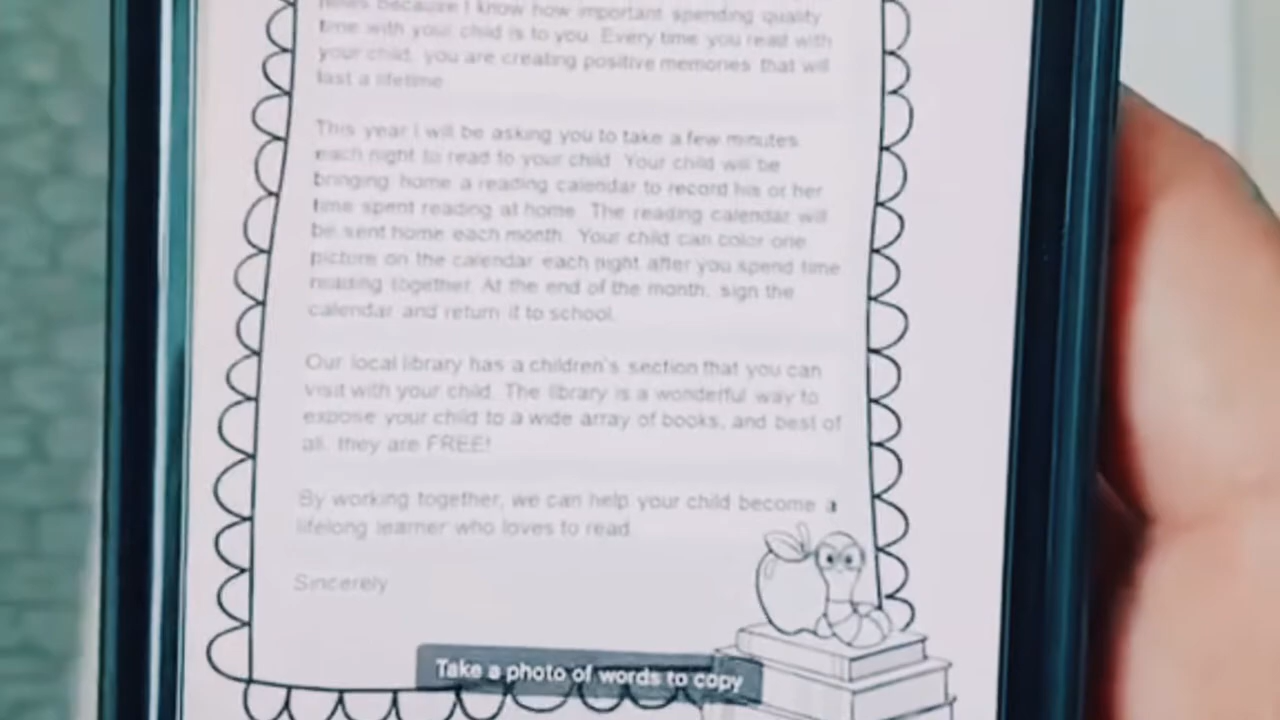 news because I know how important spending quality
time with your child is to you. Every time you read with
your child, you are creating positive memories that will
last a lifetime.
This year I will be asking you to take a few minutes
each night to read to your child. Your child will be
bringing home a reading calendar to record his or her
time spent reading at home. The reading calendar will
be sent home each month. Your child can color one
picture on the calendar each night after you spend time
reading together. At the end of the month, sign the
calendar and return it to school.
Our local library has a children's section that you can
visit with your child. The library is a wonderful way to
expose your child to a wide array of books, and best of
all, they are FREE!
By working together, we can help your child become a
lifelong learner who loves to read.
Sincerely
Take a photo of words to copy